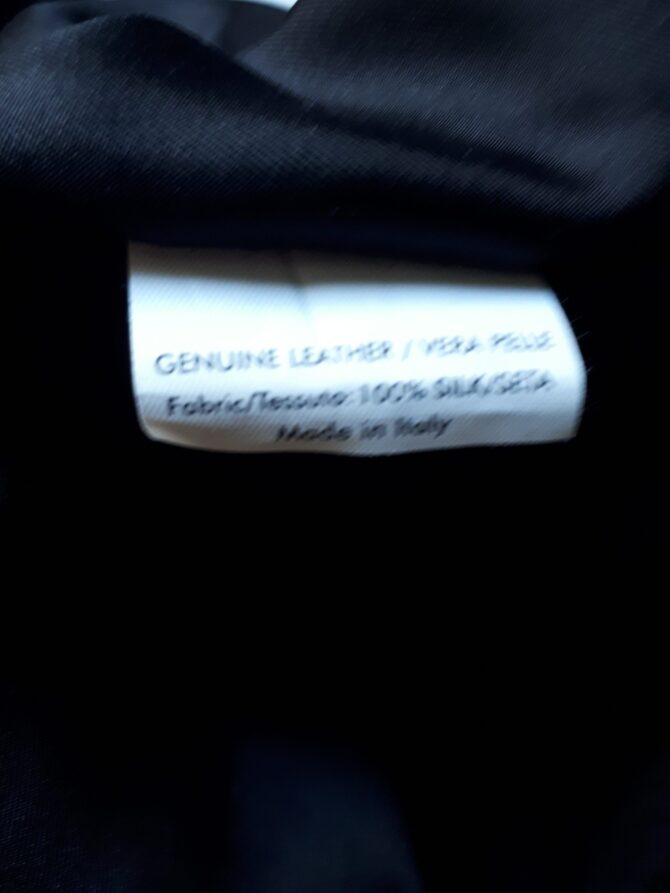 GENUINE LEATHER / VERA PELLE
Fabric/Tessuto: 100% SILK/SETA
Made in Italy